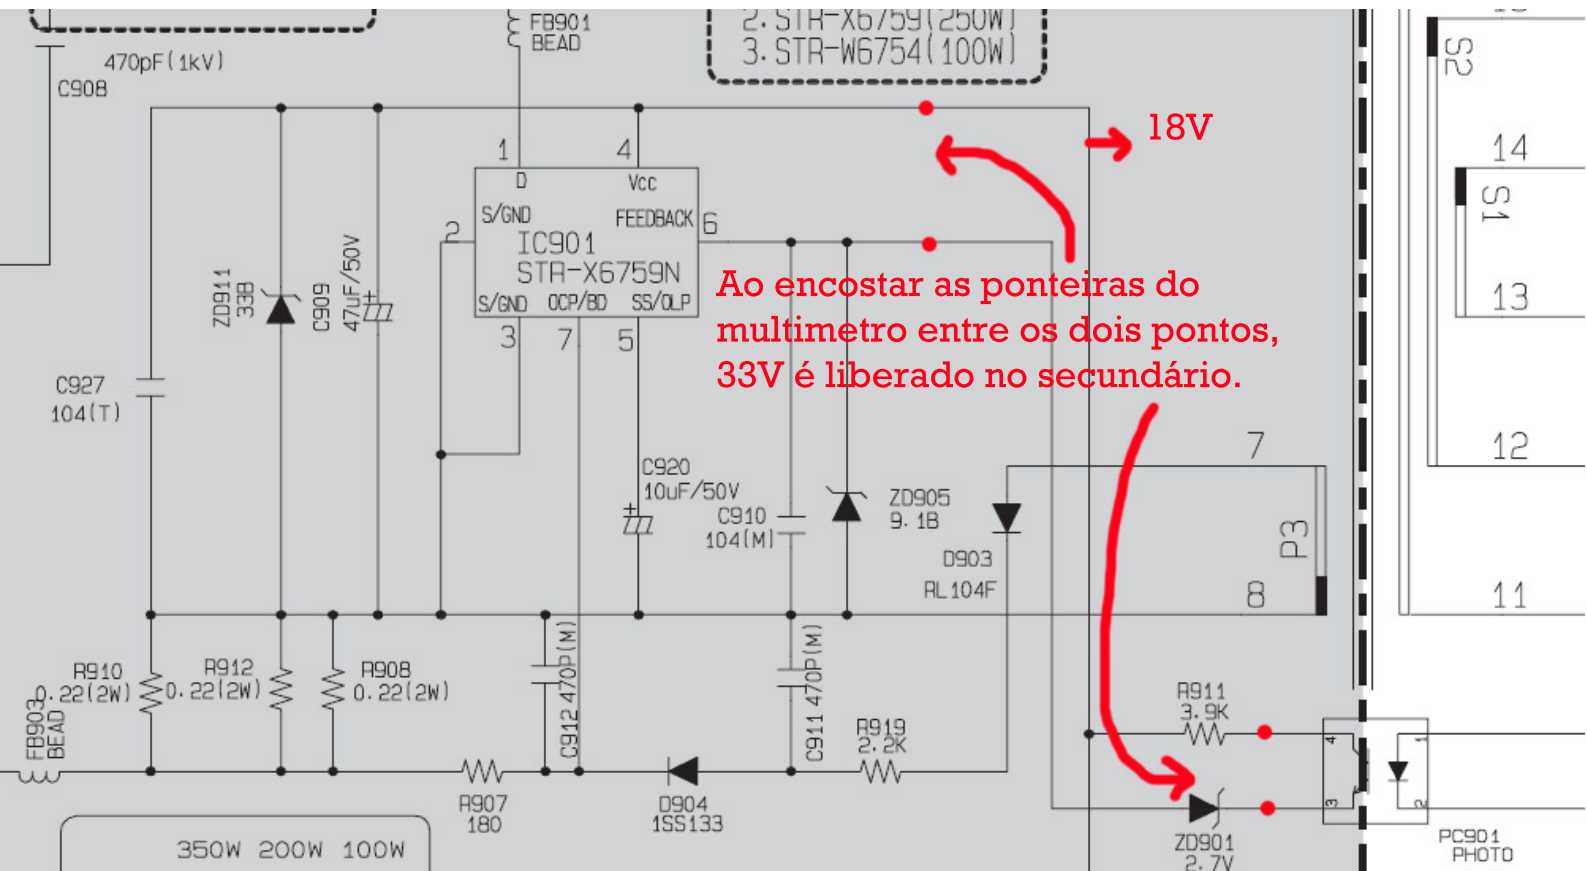 FB901
BEAD
2. STR-X6759(250W)
3. STR-W6754(100W)
470pF(1kV)
C908
S2
18V
1
4
14
D
Vcc
S/GND
FEEDBACK
2
6
S1
IC901
STR-X6759N
ZD911
33B
C909
47uF/50V
+
S/GND
OCP/BD
SS/OLP
3
7
5
13
Ao encostar as ponteiras do
multimetro entre os dois pontos,
33V é liberado no secundário.
C927
104(T)
7
12
C920
10uF/50V
+
C910
104(M)
ZD905
9.1B
D903
RL104F
P3
8
11
R910
0.22(2W)
R912
0.22(2W)
R908
0.22(2W)
FB903
BEAD
C912 470P(M)
C911 470P(M)
R919
2.2K
R911
3.9K
4
1
3
2
R907
180
D904
1SS133
ZD901
2.7V
PC901
PHOTO
350W 200W 100W